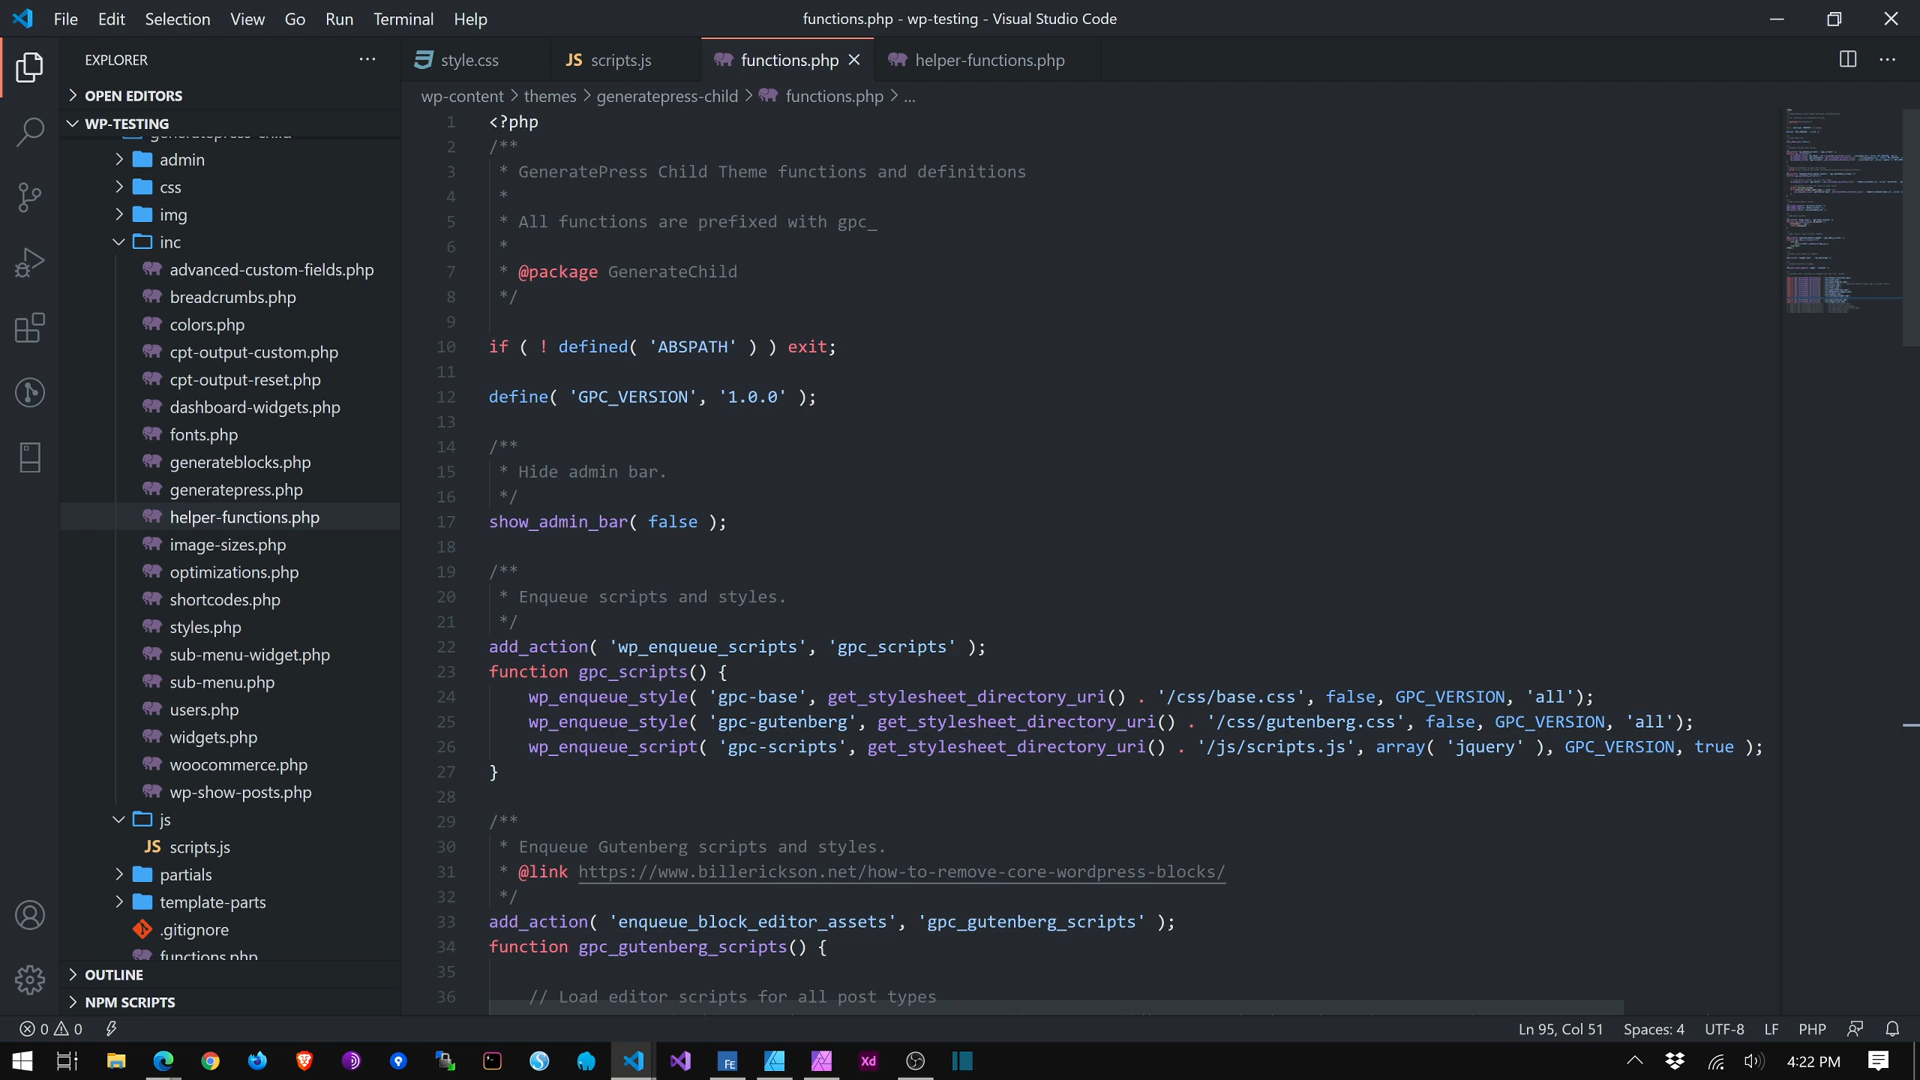 File Edit Selection View Go Run Terminal Help
functions.php - wp-testing - Visual Studio Code
EXPLORER
OPEN EDITORS
WP-TESTING
generatepress-child
admin
css
img
inc
advanced-custom-fields.php
breadcrumbs.php
colors.php
cpt-output-custom.php
cpt-output-reset.php
dashboard-widgets.php
fonts.php
generateblocks.php
generatepress.php
helper-functions.php
image-sizes.php
optimizations.php
shortcodes.php
styles.php
sub-menu-widget.php
sub-menu.php
users.php
widgets.php
woocommerce.php
wp-show-posts.php
js
JS scripts.js
partials
template-parts
.gitignore
functions.php
OUTLINE
NPM SCRIPTS
style.css
JS scripts.js
functions.php
helper-functions.php
wp-content > themes > generatepress-child > functions.php > ...
1 <?php
2 /**
3 * GeneratePress Child Theme functions and definitions
4 *
5 * All functions are prefixed with gpc_
6 *
7 * @package GenerateChild
8 */
9
10 if ( ! defined( 'ABSPATH' ) ) exit;
11
12 define( 'GPC_VERSION', '1.0.0' );
13
14 /**
15 * Hide admin bar.
16 */
17 show_admin_bar( false );
18
19 /**
20 * Enqueue scripts and styles.
21 */
22 add_action( 'wp_enqueue_scripts', 'gpc_scripts' );
23 function gpc_scripts() {
24 wp_enqueue_style( 'gpc-base', get_stylesheet_directory_uri() . '/css/base.css', false, GPC_VERSION, 'all');
25 wp_enqueue_style( 'gpc-gutenberg', get_stylesheet_directory_uri() . '/css/gutenberg.css', false, GPC_VERSION, 'all');
26 wp_enqueue_script( 'gpc-scripts', get_stylesheet_directory_uri() . '/js/scripts.js', array( 'jquery' ), GPC_VERSION, true );
27 }
28
29 /**
30 * Enqueue Gutenberg scripts and styles.
31 * @link https://www.billerickson.net/how-to-remove-core-wordpress-blocks/
32 */
33 add_action( 'enqueue_block_editor_assets', 'gpc_gutenberg_scripts' );
34 function gpc_gutenberg_scripts() {
35
36 // Load editor scripts for all post types
0 0
Ln 95, Col 51 Spaces: 4 UTF-8 LF PHP
FE
Xd
4:22 PM